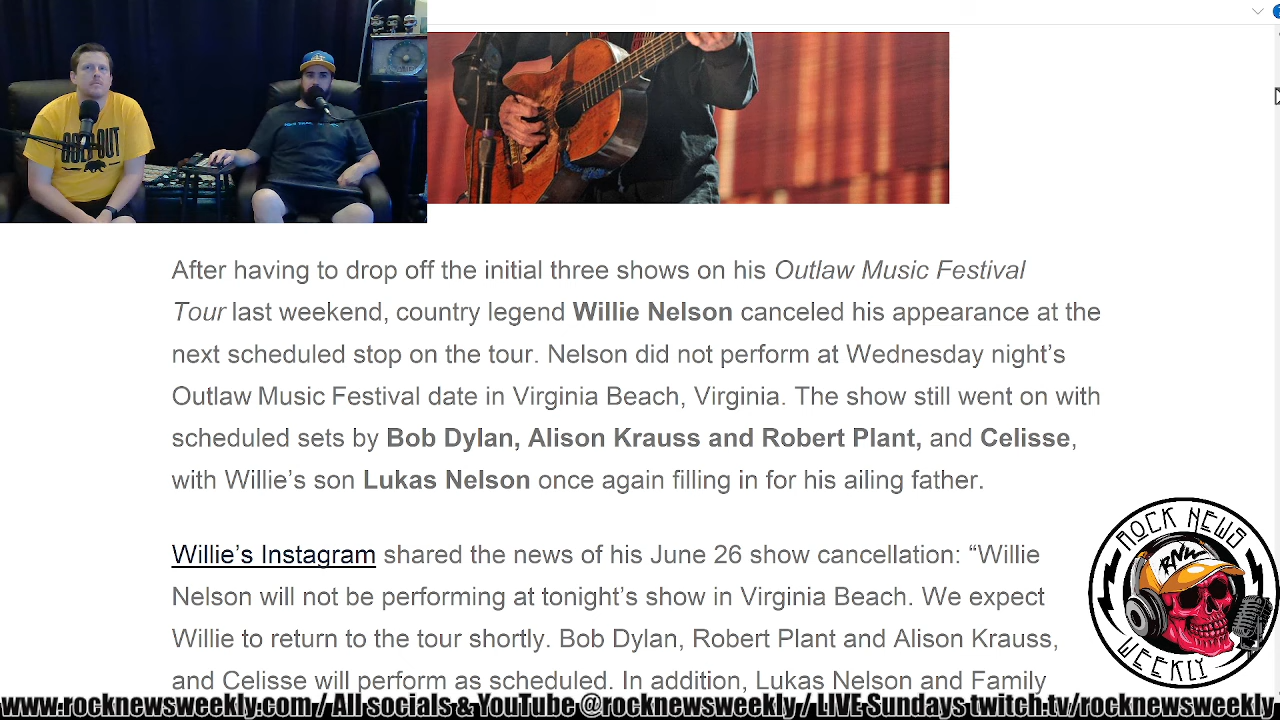 GOLD OUT
After having to drop off the initial three shows on his Outlaw Music Festival
Tour last weekend, country legend Willie Nelson canceled his appearance at the
next scheduled stop on the tour. Nelson did not perform at Wednesday night’s
Outlaw Music Festival date in Virginia Beach, Virginia. The show still went on with
scheduled sets by Bob Dylan, Alison Krauss and Robert Plant, and Celisse,
with Willie’s son Lukas Nelson once again filling in for his ailing father.
Willie’s Instagram shared the news of his June 26 show cancellation: “Willie
Nelson will not be performing at tonight’s show in Virginia Beach. We expect
Willie to return to the tour shortly. Bob Dylan, Robert Plant and Alison Krauss,
and Celisse will perform as scheduled. In addition, Lukas Nelson and Family
ROCK NEWS
RNW
WEEKLY
www.rocknewsweekly.com / All socials & YouTube @rocknewsweekly / LIVE Sundays twitch.tv/rocknewsweekly